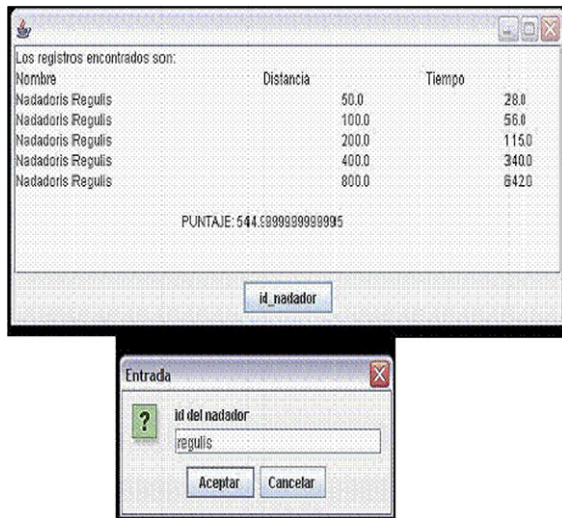 Los registros encontrados son:
Nombre Distancia Tiempo
Nadadoris Regulis 50.0 28.0
Nadadoris Regulis 100.0 56.0
Nadadoris Regulis 200.0 115.0
Nadadoris Regulis 400.0 340.0
Nadadoris Regulis 800.0 642.0
PUNTAJE:
id_nadador
Entrada
id del nadador
regulis
Aceptar Cancelar